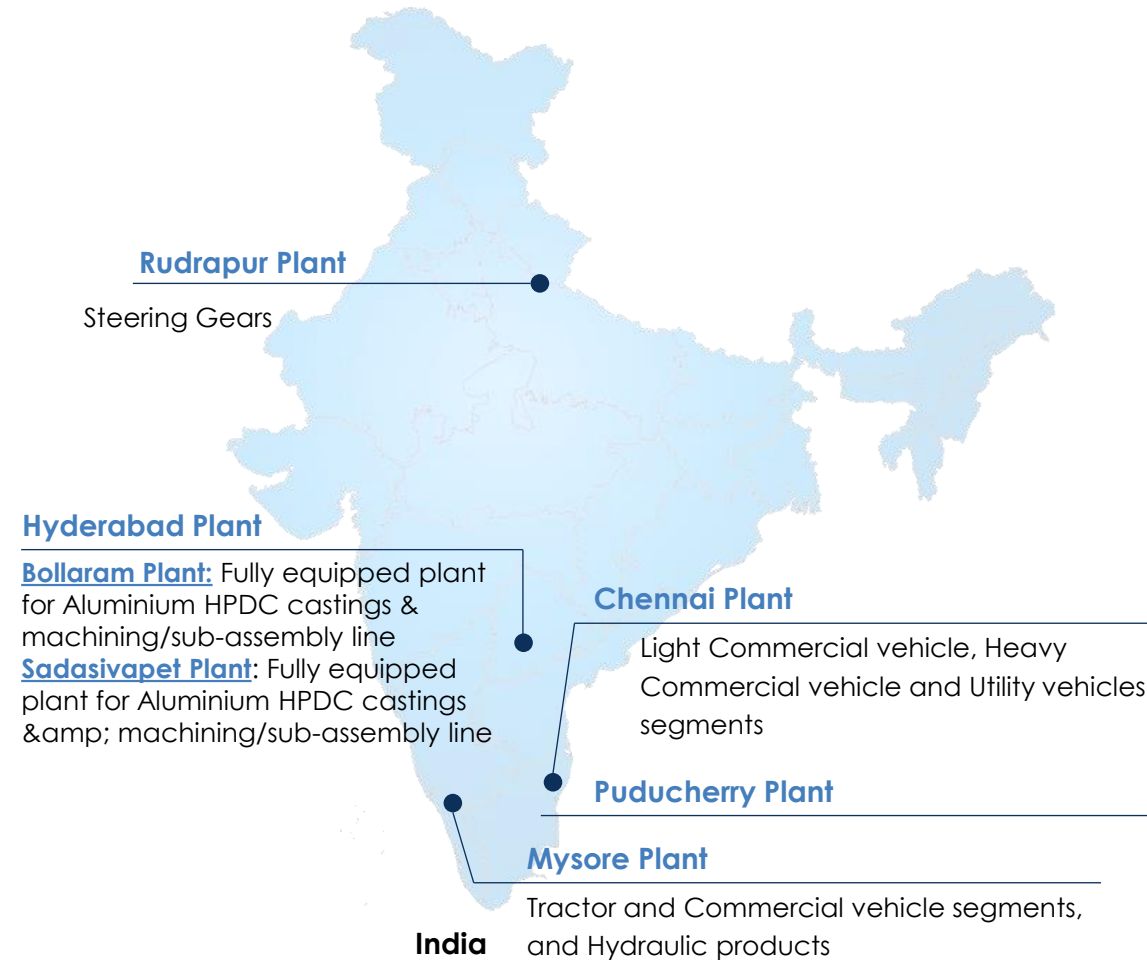 Rudrapur Plant
Steering Gears
Hyderabad Plant
Bollaram Plant: Fully equipped plant
for Aluminium HPDC castings &
machining/sub-assembly line
Sadasivapet Plant: Fully equipped
plant for Aluminium HPDC castings
&amp; machining/sub-assembly line
Chennai Plant
Light Commercial vehicle, Heavy
Commercial vehicle and Utility vehicles
segments
Puducherry Plant
Mysore Plant
Tractor and Commercial vehicle segments,
and Hydraulic products
India